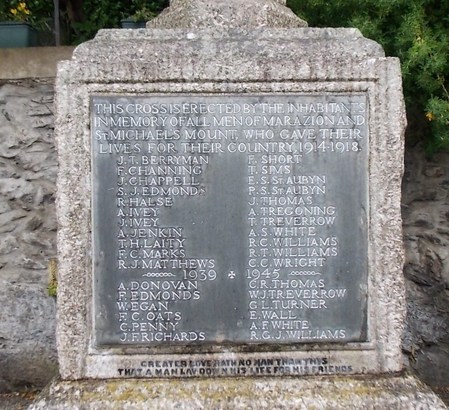 THIS CROSS IS ERECTED BY THE INHABITANTS
IN MEMORY OF ALL MEN OF MARAZION AND
ST MICHAELS MOUNT, WHO GAVE THEIR
LIVES FOR THEIR COUNTRY, 1914-1918.
J. T. BERRYMAN F. SHORT
F. CHANNING T. SIMS
J. CHAPPELL F. S. ST AUBYN
S. J. EDMONDS P. S. ST AUBYN
R. HALSE J. THOMAS
A. IVEY A. TREGONING
J. IVEY T. TREVERROW
A. JENKIN A. S. WHITE
T. H. LAITY R. C. WILLIAMS
F. C. MARKS R. T. WILLIAMS
R. J. MATTHEWS C. C. WRIGHT
1939 1945
A. DONOVAN C. R. THOMAS
F. EDMONDS W. J. TREVERROW
W. EGAN G. L. TURNER
F. C. OATS E. WALL
C. PENNY A. F. WHITE
J. F. RICHARDS R. G. J. WILLIAMS
GREATER LOVE HATH NO MAN THAN THIS
THAT A MAN LAY DOWN HIS LIFE FOR HIS FRIENDS